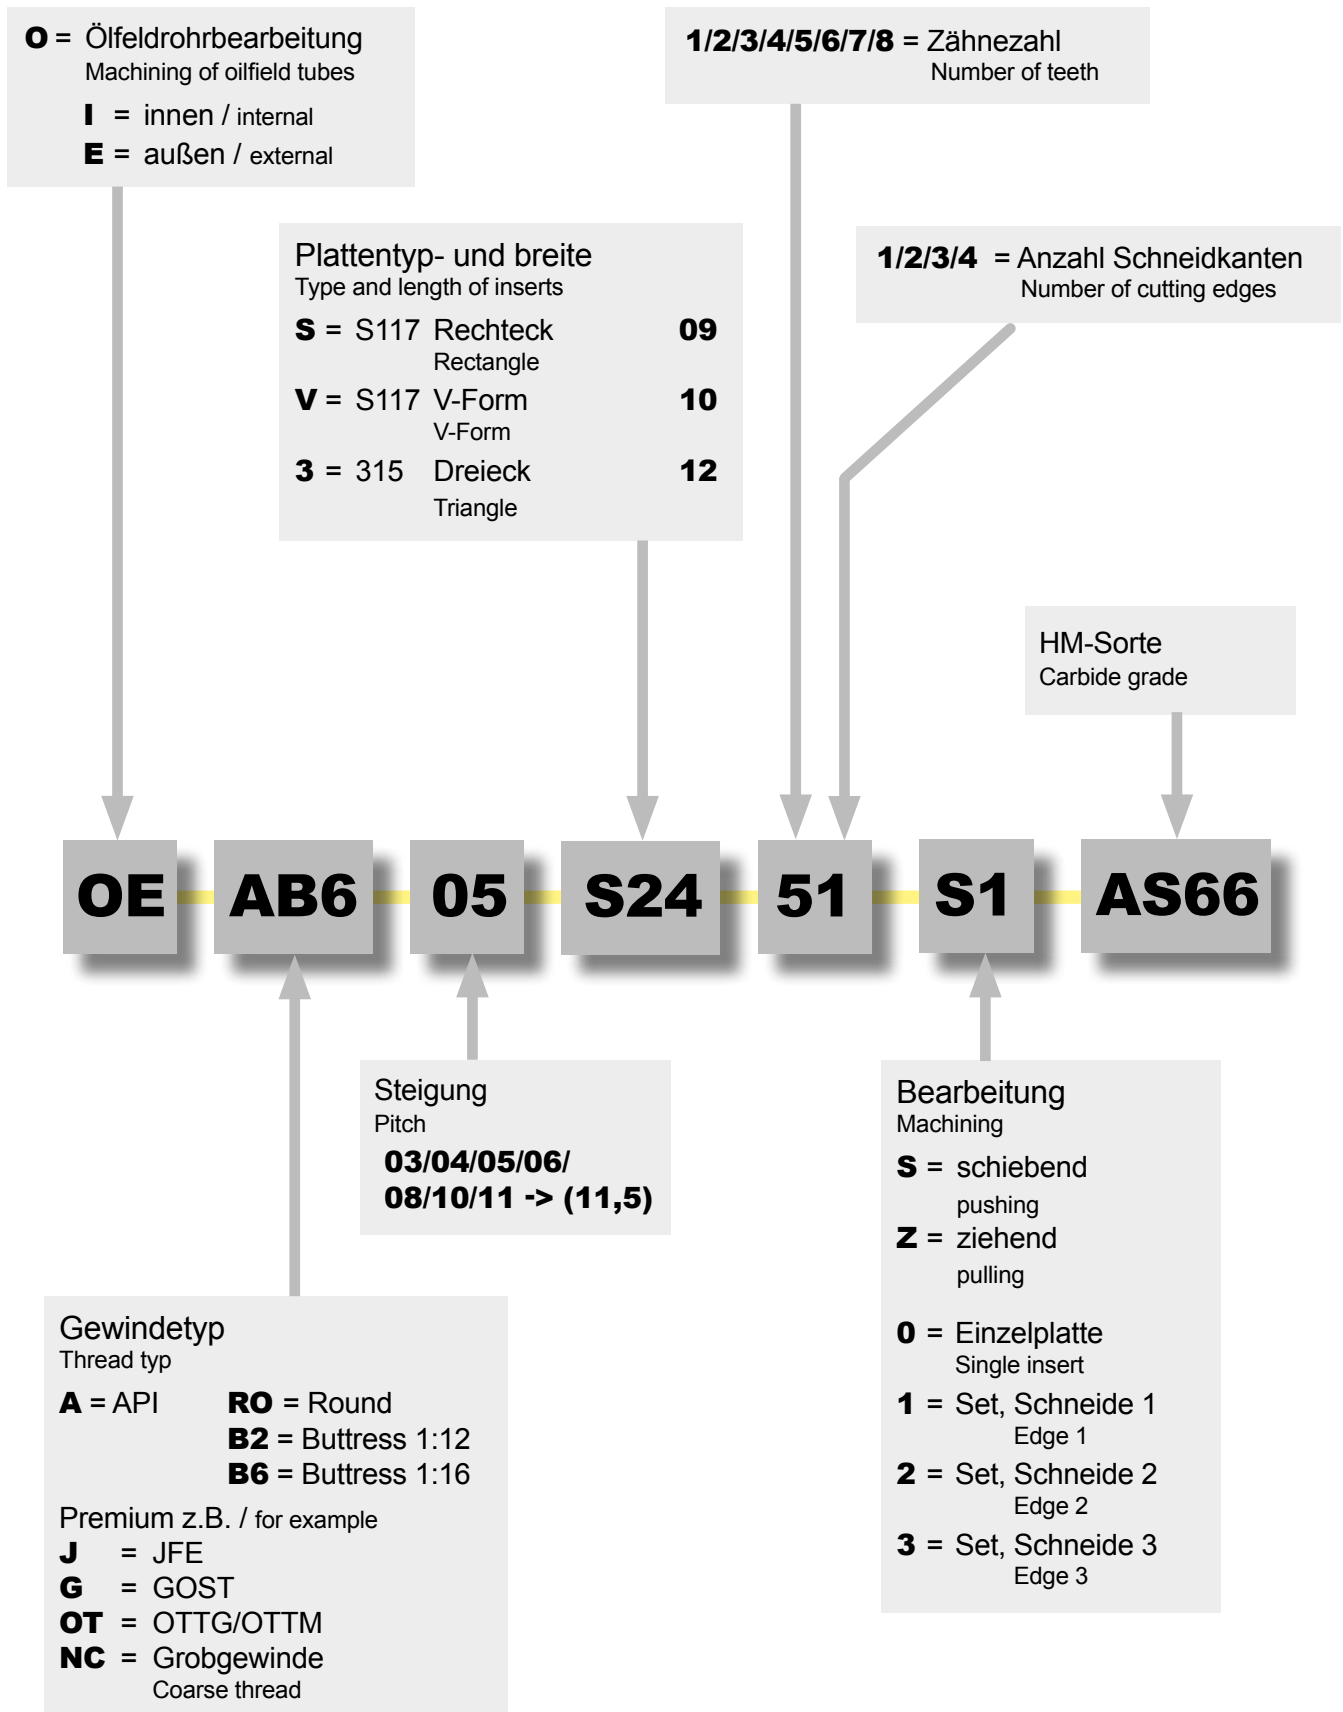 O = Ölfeldrohrbearbeitung
Machining of oilfield tubes
I = innen / internal
E = außen / external
1/2/3/4/5/6/7/8 = Zähnezahl
Number of teeth
Plattentyp- und breite
Type and length of inserts
S = S117 Rechteck 09
Rectangle
V = S117 V-Form 10
V-Form
3 = 315 Dreieck 12
Triangle
1/2/3/4 = Anzahl Schneidkanten
Number of cutting edges
HM-Sorte
Carbide grade
OE AB6 05 S24 51 S1 AS66
Steigung
Pitch
03/04/05/06/
08/10/11 -> (11,5)
Bearbeitung
Machining
S = schiebend
pushing
Z = ziehend
pulling
0 = Einzelplatte
Single insert
1 = Set, Schneide 1
Edge 1
2 = Set, Schneide 2
Edge 2
3 = Set, Schneide 3
Edge 3
Gewindetyp
Thread typ
A = API RO = Round
B2 = Buttress 1:12
B6 = Buttress 1:16
Premium z.B. / for example
J = JFE
G = GOST
OT = OTTG/OTTM
NC = Grobgewinde
Coarse thread